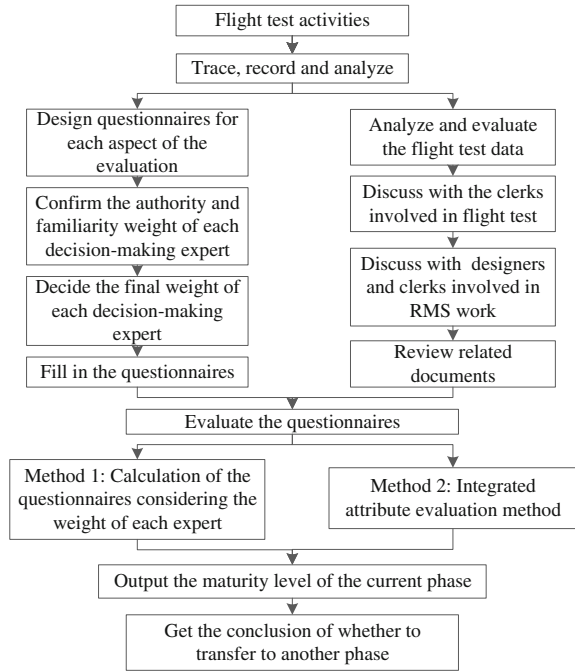 Flight test activities
Trace, record and analyze
Design questionnaires for
each aspect of the
evaluation
Confirm the authority and
familiarity weight of each
decision-making expert
Decide the final weight of
each decision-making
expert
Fill in the questionnaires
Analyze and evaluate
the flight test data
Discuss with the clerks
involved in flight test
Discuss with designers
and clerks involved in
RMS work
Review related
documents
Evaluate the questionnaires
Method 1: Calculation of the
questionnaires considering the
weight of each expert
Method 2: Integrated
attribute evaluation method
Output the maturity level of the current phase
Get the conclusion of whether to
transfer to another phase